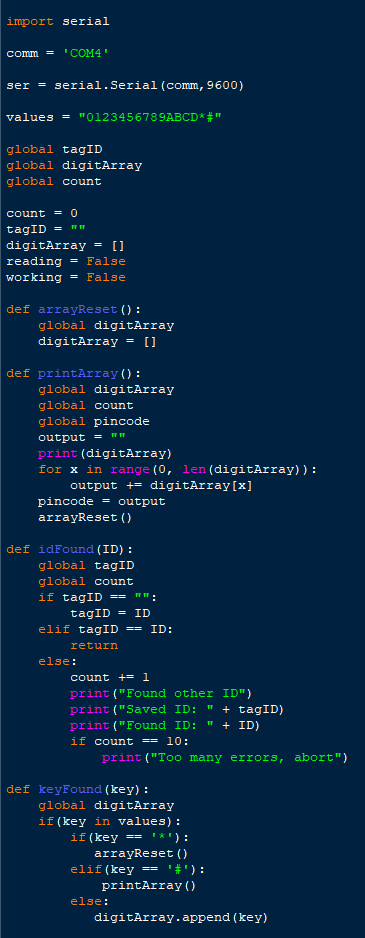 import serial
comm = 'COM4'
ser = serial.Serial(comm,9600)
values = "0123456789ABCD*#"
global tagID
global digitArray
global count
count = 0
tagID = ""
digitArray = []
reading = False
working = False
def arrayReset():
    global digitArray
    digitArray = []
def printArray():
    global digitArray
    global count
    global pincode
    output = ""
    print(digitArray)
    for x in range(0, len(digitArray)):
        output += digitArray[x]
    pincode = output
    arrayReset()
def idFound(ID):
    global tagID
    global count
    if tagID == "":
        tagID = ID
    elif tagID == ID:
        return
    else:
        count += 1
        print("Found other ID")
        print("Saved ID: " + tagID)
        print("Found ID: " + ID)
        if count == 10:
            print("Too many errors, abort")
def keyFound(key):
    global digitArray
    if(key in values):
        if(key == '*'):
           arrayReset()
        elif(key == '#'):
            printArray()
        else:
           digitArray.append(key)